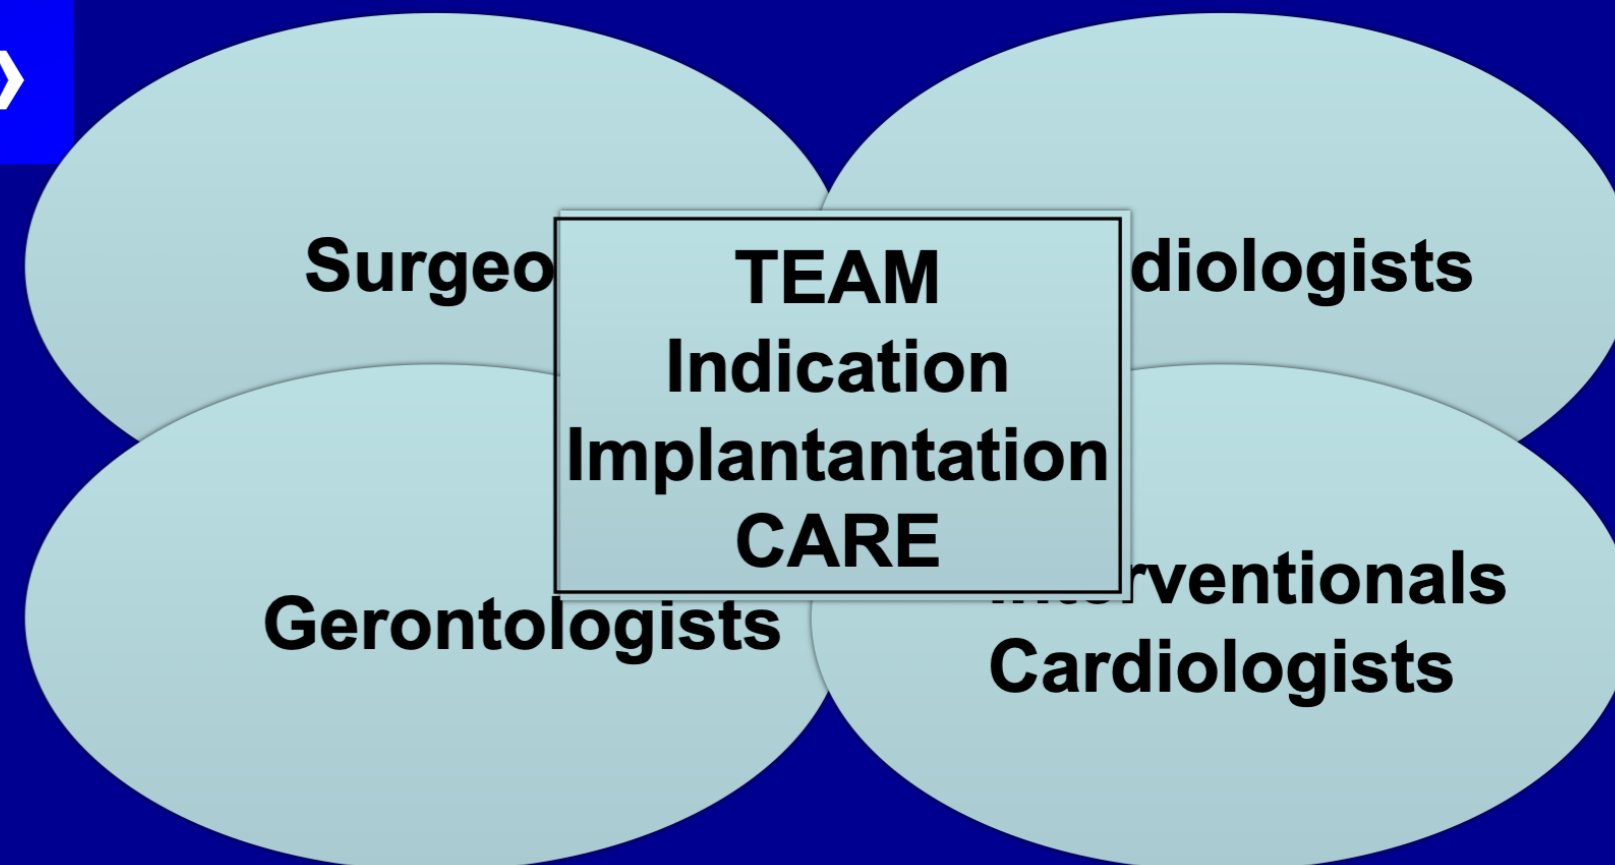 Surgeo
diologists
TEAM
Indication
Implantantation
CARE
Gerontologists
rventionals
Cardiologists